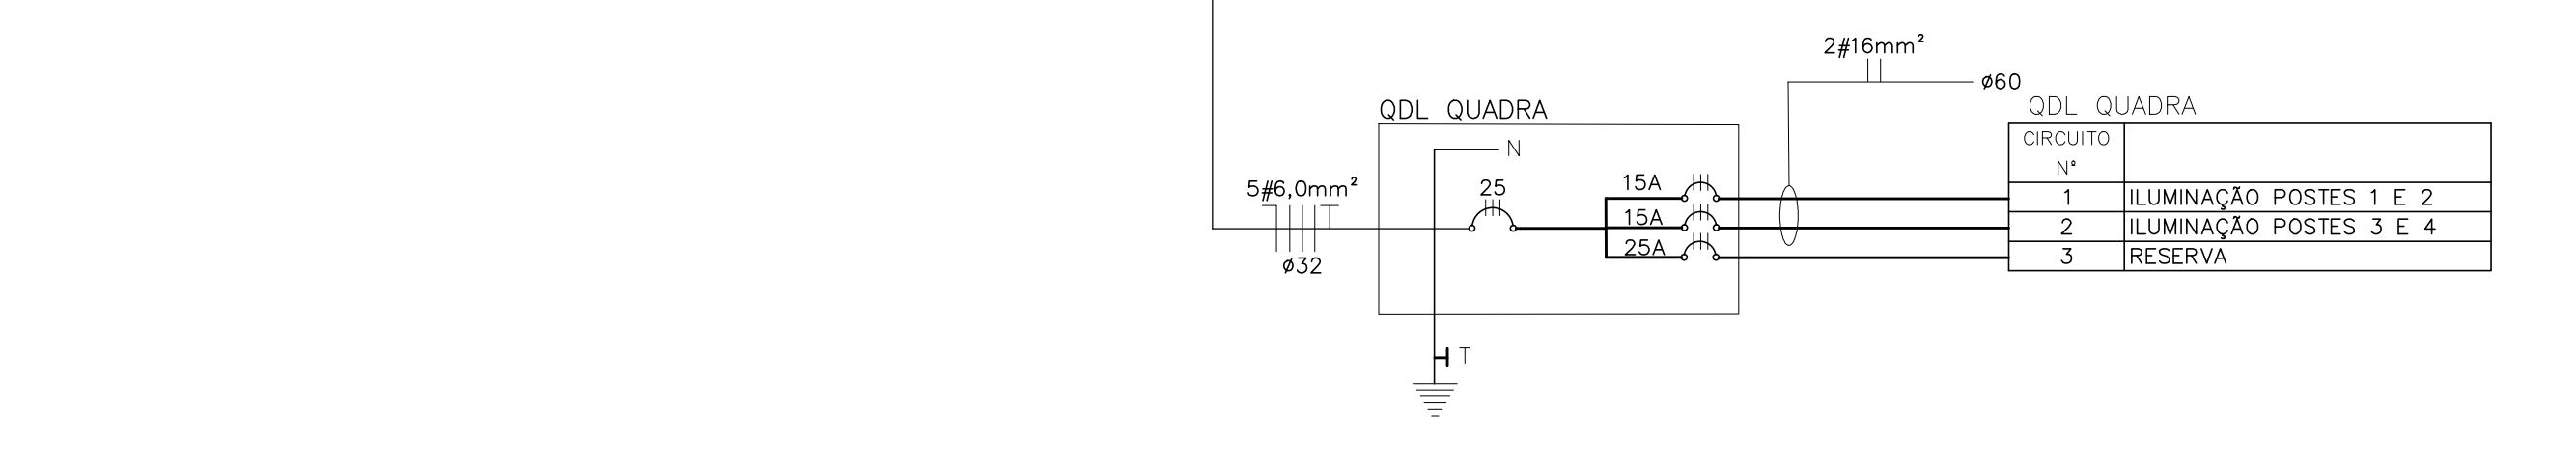 2#16mm²
ø60
QDL QUADRA
N
5#6,0mm²
ø32
25
15A
15A
25A
T
QDL QUADRA
CIRCUITO
Nº
1 ILUMINAÇÃO POSTES 1 E 2
2 ILUMINAÇÃO POSTES 3 E 4
3 RESERVA